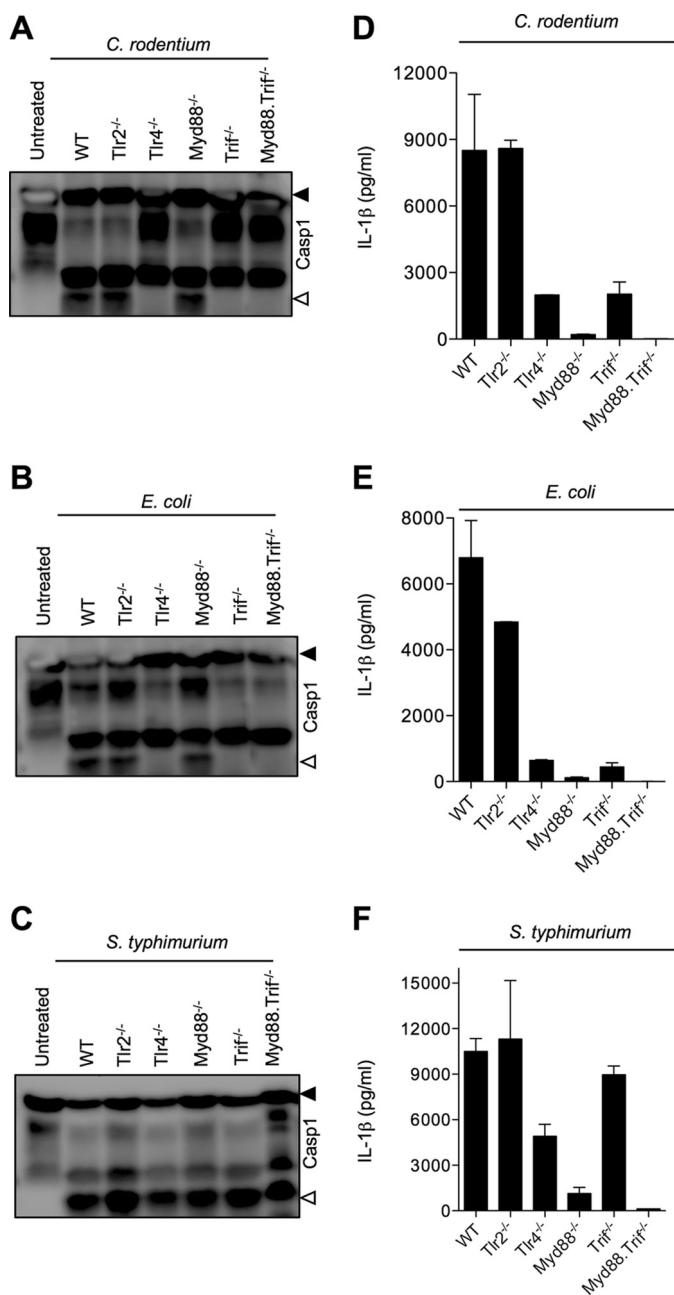 A
C. rodentium
Untreated
WT
Tlr2-/-
Tlr4-/-
Myd88-/-
Trif-/-
Myd88.Trif-/-
Casp1
D
C. rodentium
IL-1β (pg/ml)
12000
9000
6000
3000
0
WT
Tlr2-/-
Tlr4-/-
Myd88-/-
Trif-/-
Myd88.Trif-/-
B
E. coli
Untreated
WT
Tlr2-/-
Tlr4-/-
Myd88-/-
Trif-/-
Myd88.Trif-/-
Casp1
E
E. coli
IL-1β (pg/ml)
8000
6000
4000
2000
0
WT
Tlr2-/-
Tlr4-/-
Myd88-/-
Trif-/-
Myd88.Trif-/-
C
S. typhimurium
Untreated
WT
Tlr2-/-
Tlr4-/-
Myd88-/-
Trif-/-
Myd88.Trif-/-
Casp1
F
S. typhimurium
IL-1β (pg/ml)
15000
12000
9000
6000
3000
0
WT
Tlr2-/-
Tlr4-/-
Myd88-/-
Trif-/-
Myd88.Trif-/-